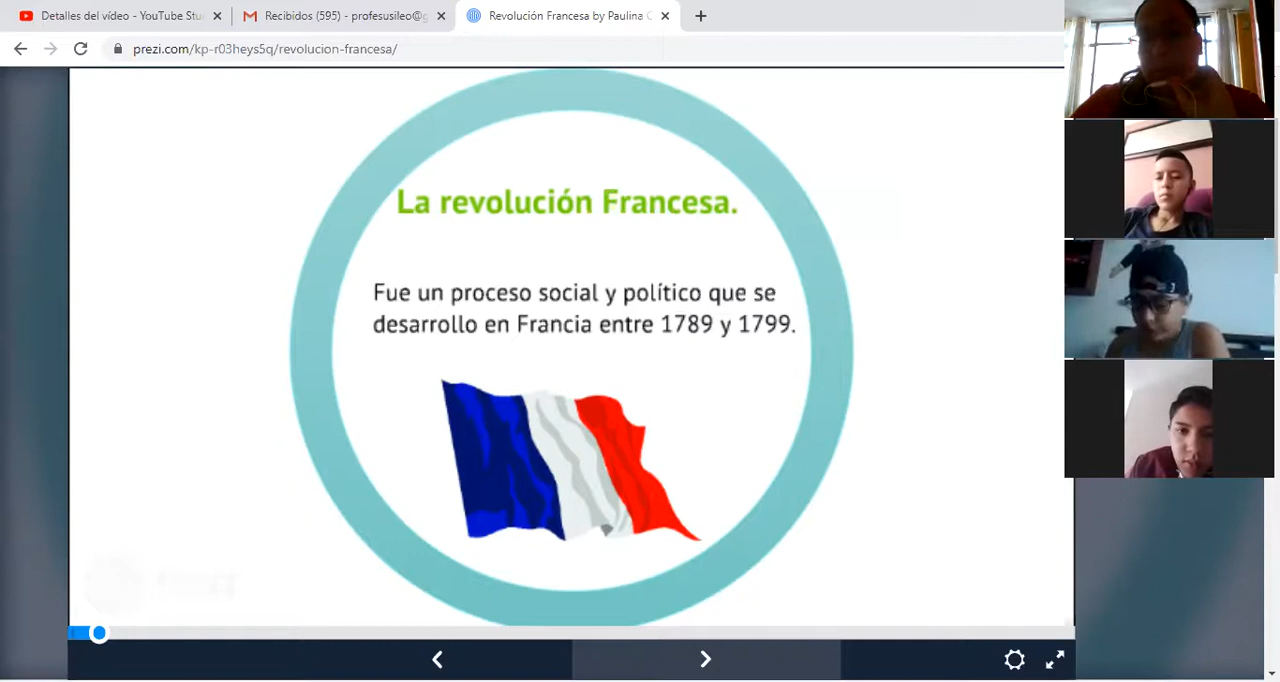 Detalles del vídeo - YouTube Stu
Recibidos (595) - profesusileo@g
Revolución Francesa by Paulina C
prezi.com/kp-r03heys5q/revolucion-francesa/
La revolución Francesa.
Fue un proceso social y político que se
desarrollo en Francia entre 1789 y 1799.